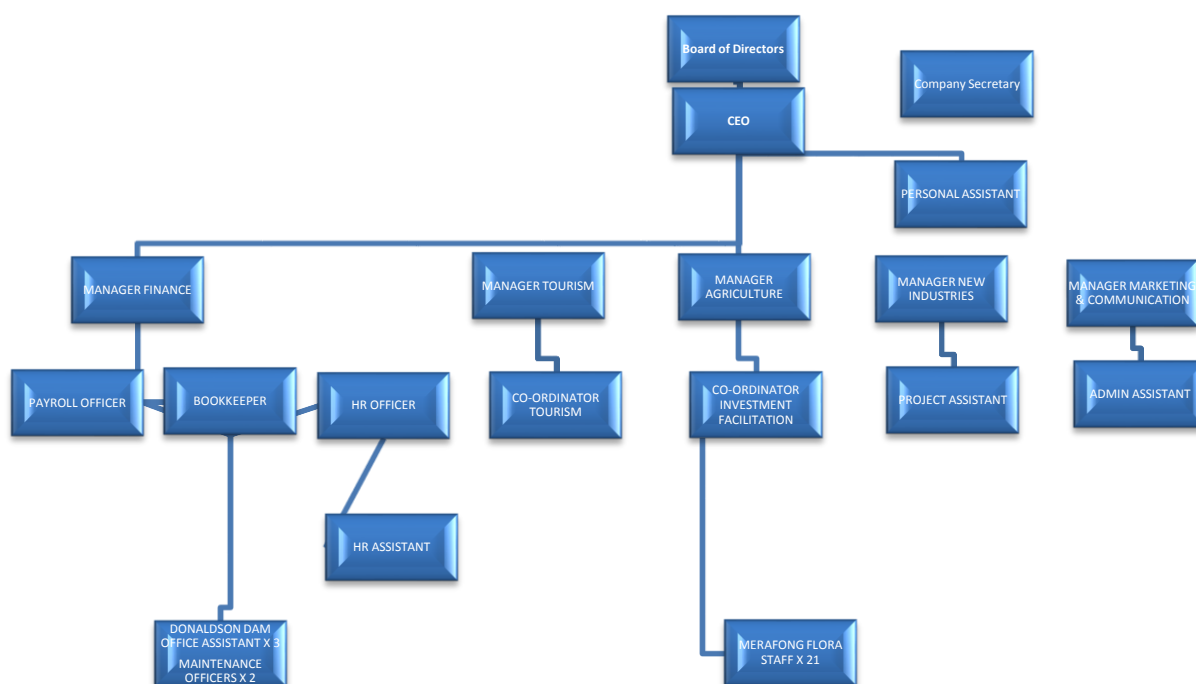 Board of Directors
Company Secretary
CEO
PERSONAL ASSISTANT
MANAGER FINANCE
MANAGER TOURISM
MANAGER
AGRICULTURE
MANAGER NEW
INDUSTRIES
MANAGER MARKETING
& COMMUNICATION
PAYROLL OFFICER
BOOKKEEPER
HR OFFICER
CO-ORDINATOR
TOURISM
CO-ORDINATOR
INVESTMENT
FACILITATION
PROJECT ASSISTANT
ADMIN ASSISTANT
HR ASSISTANT
DONALDSON DAM
OFFICE ASSISTANT X 3
MAINTENANCE
OFFICERS X 2
MERAFONG FLORA
STAFF X 21